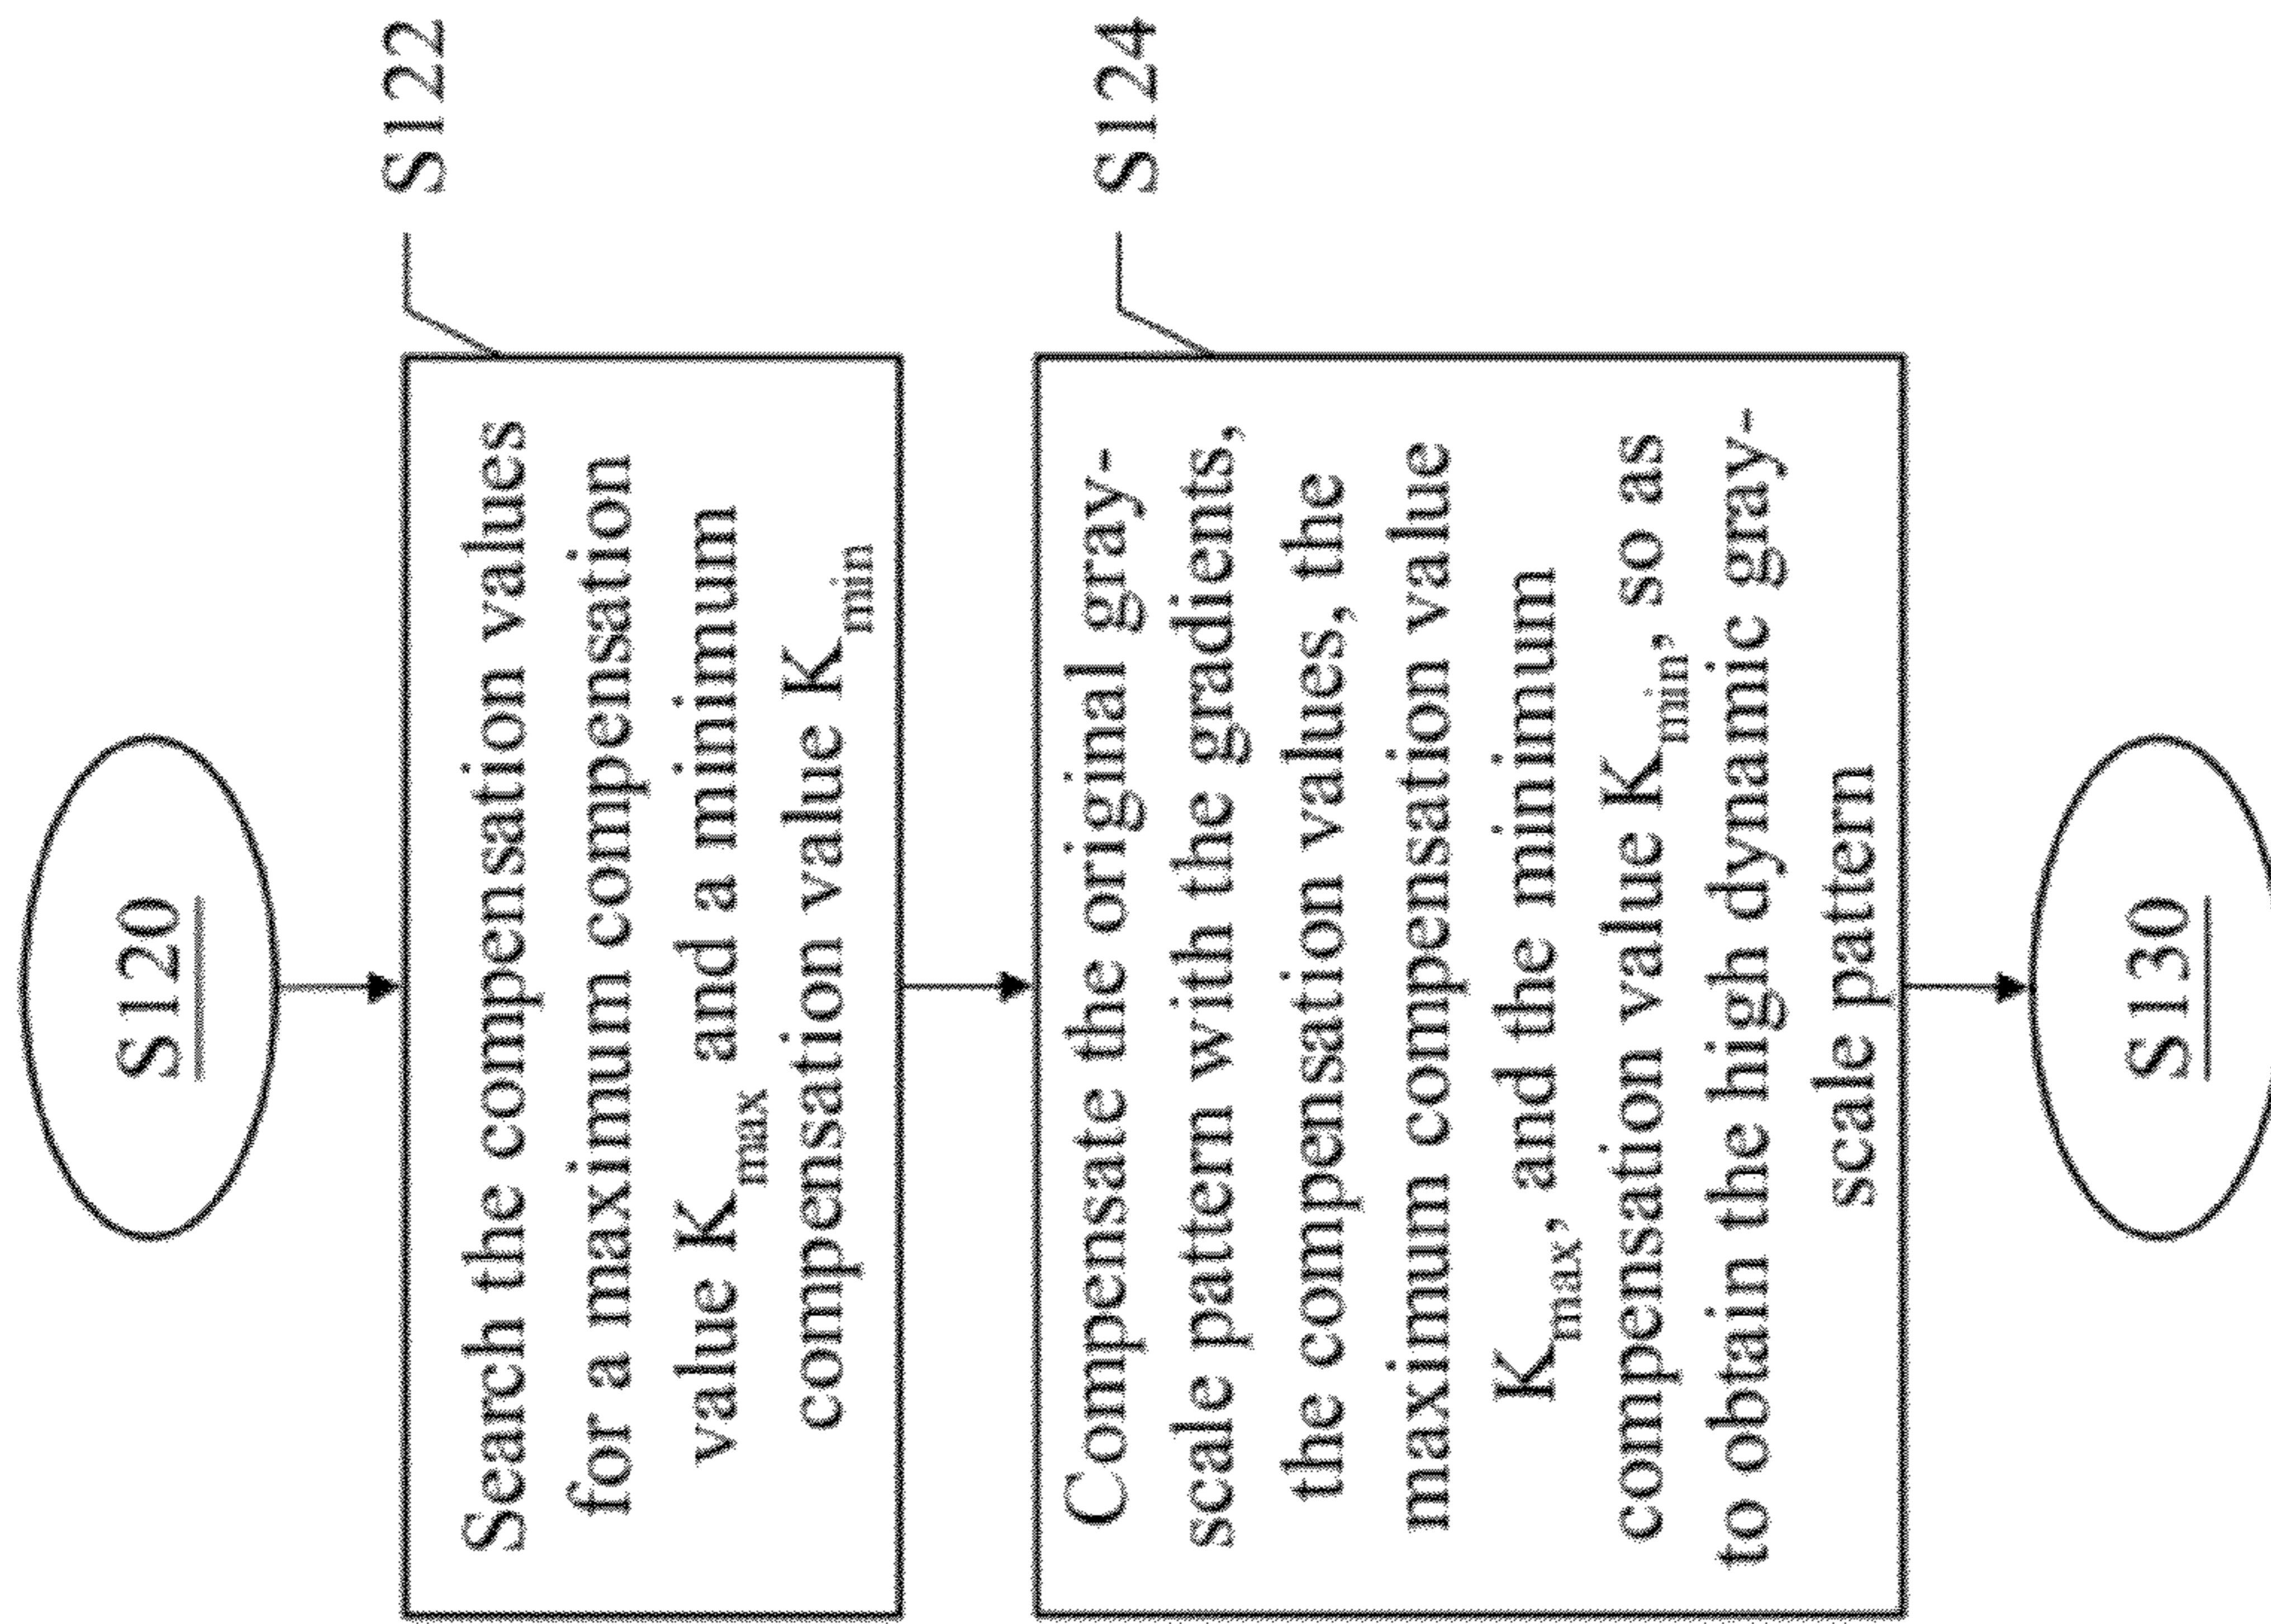 S120
S122
Search the compensation values
for a maximum compensation
value Kmax and a minimum
compensation value Kmin
S124
Compensate the original gray-
scale pattern with the gradients,
the compensation values, the
maximum compensation value
Kmax, and the minimum
compensation value Kmin, so as
to obtain the high dynamic gray-
scale pattern
S130